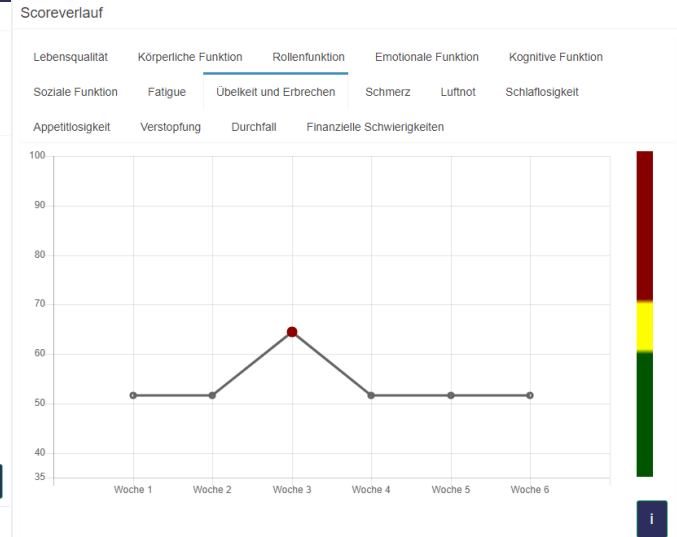 Scoreverlauf
Lebensqualität Körperliche Funktion Rollenfunktion Emotionale Funktion Kognitive Funktion
Soziale Funktion Fatigue Übelkeit und Erbrechen Schmerz Luftnot Schlaflosigkeit
Appetitlosigkeit Verstopfung Durchfall Finanzielle Schwierigkeiten
100
90
80
70
60
50
40
35
Woche 1 Woche 2 Woche 3 Woche 4 Woche 5 Woche 6
i